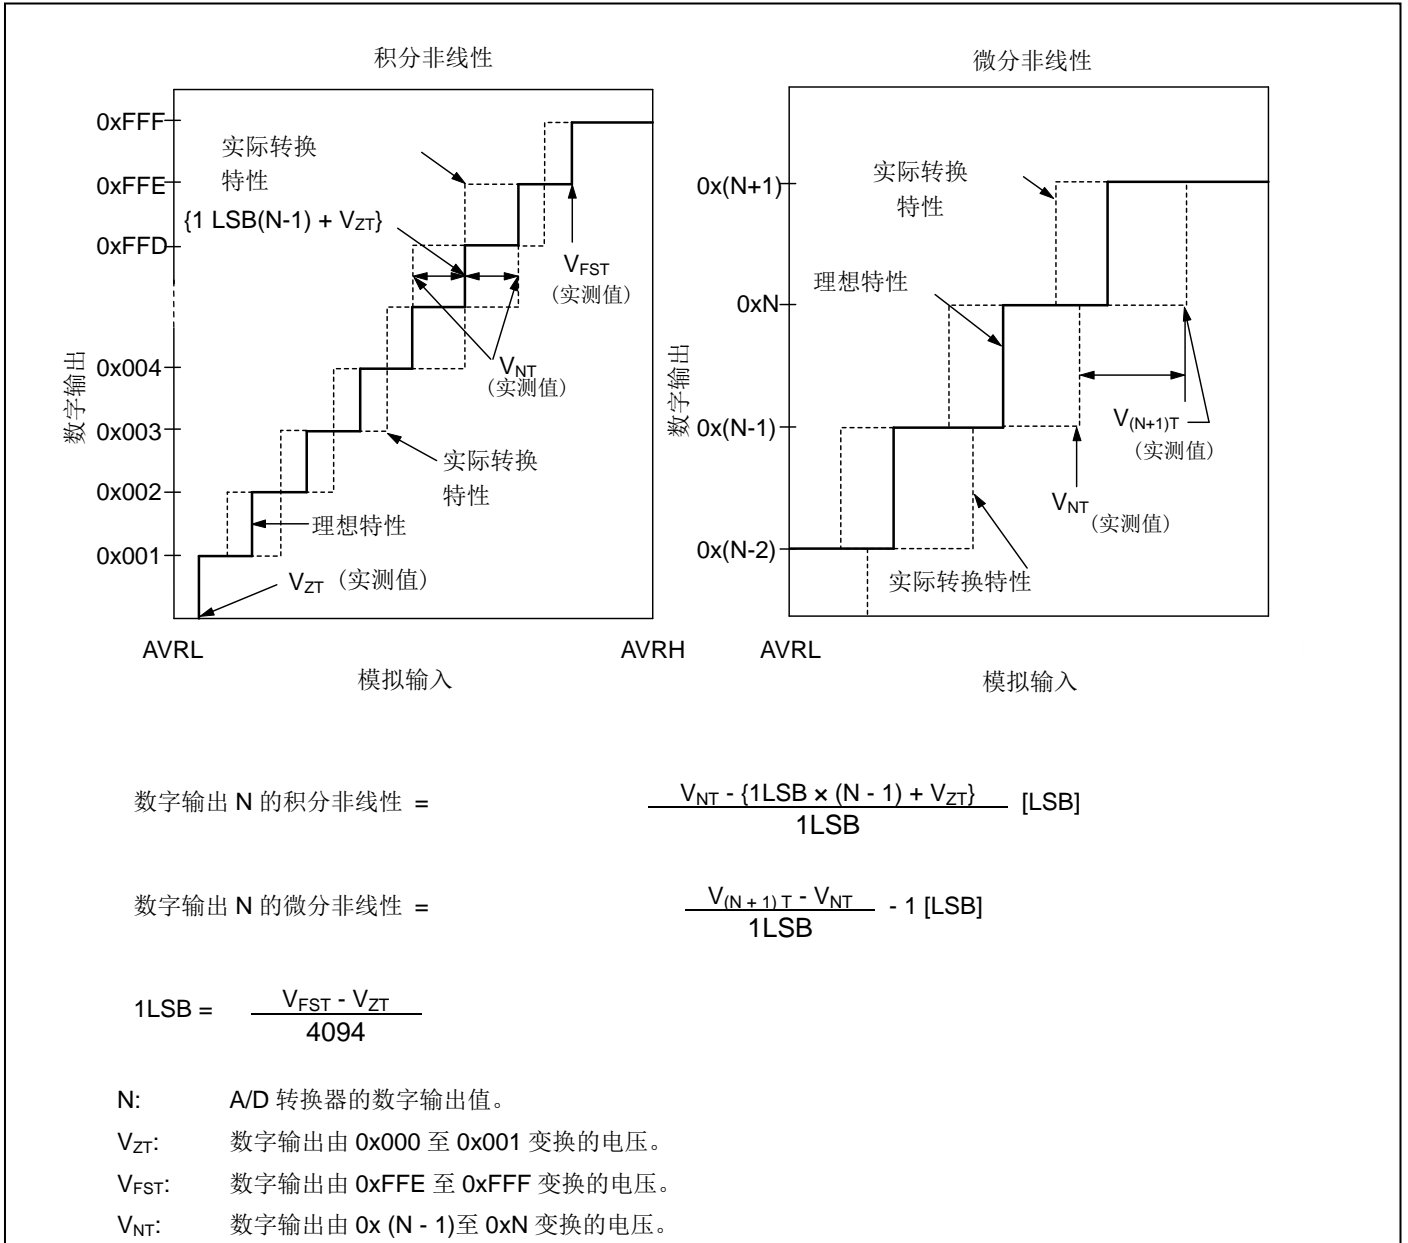 积分非线性
0xFFF
0xFFE
0xFFD
0x004
0x003
0x002
0x001
数字输出
实际转换
特性
{1 LSB(N-1) + VZT}
VFST
(实测值)
VNT
(实测值)
实际转换
特性
理想特性
VZT (实测值)
AVRL
AVRH
模拟输入
微分非线性
0x(N+1)
0xN
0x(N-1)
0x(N-2)
数字输出
实际转换
特性
理想特性
V(N+1)T
(实测值)
VNT
(实测值)
实际转换特性
AVRL
模拟输入
数字输出 N 的积分非线性 =
VNT - {1LSB × (N - 1) + VZT}
1LSB
[LSB]
数字输出 N 的微分非线性 =
V(N + 1) T - VNT
1LSB
- 1 [LSB]
1LSB =
VFST - VZT
4094
N: A/D 转换器的数字输出值。
VZT: 数字输出由 0x000 至 0x001 变换的电压。
VFST: 数字输出由 0xFFE 至 0xFFF 变换的电压。
VNT: 数字输出由 0x (N - 1)至 0xN 变换的电压。